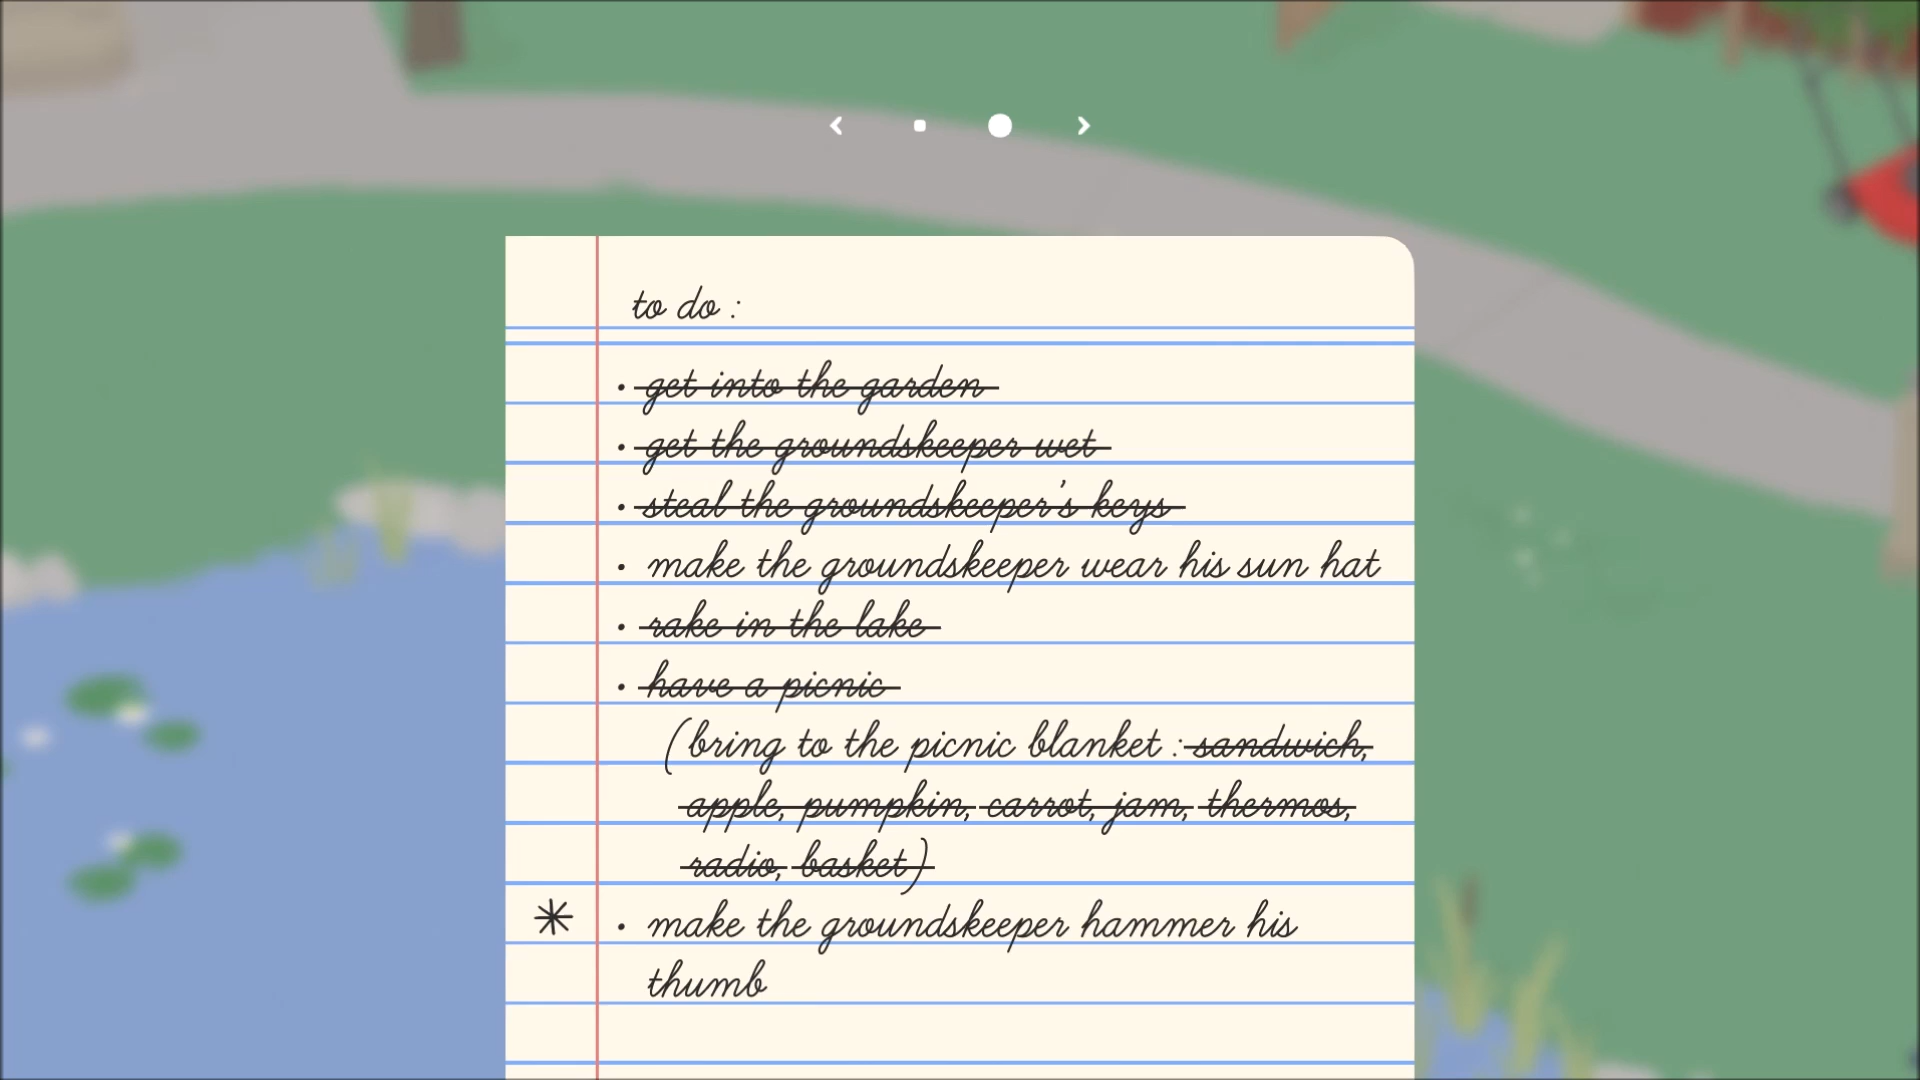 to do :
• get into the garden
• get the groundskeeper wet
• steal the groundskeeper's keys
• make the groundskeeper wear his sun hat
• rake in the lake
• have a picnic
(bring to the picnic blanket : sandwich,
apple, pumpkin, carrot, jam, thermos,
radio, basket)
• make the groundskeeper hammer his
thumb